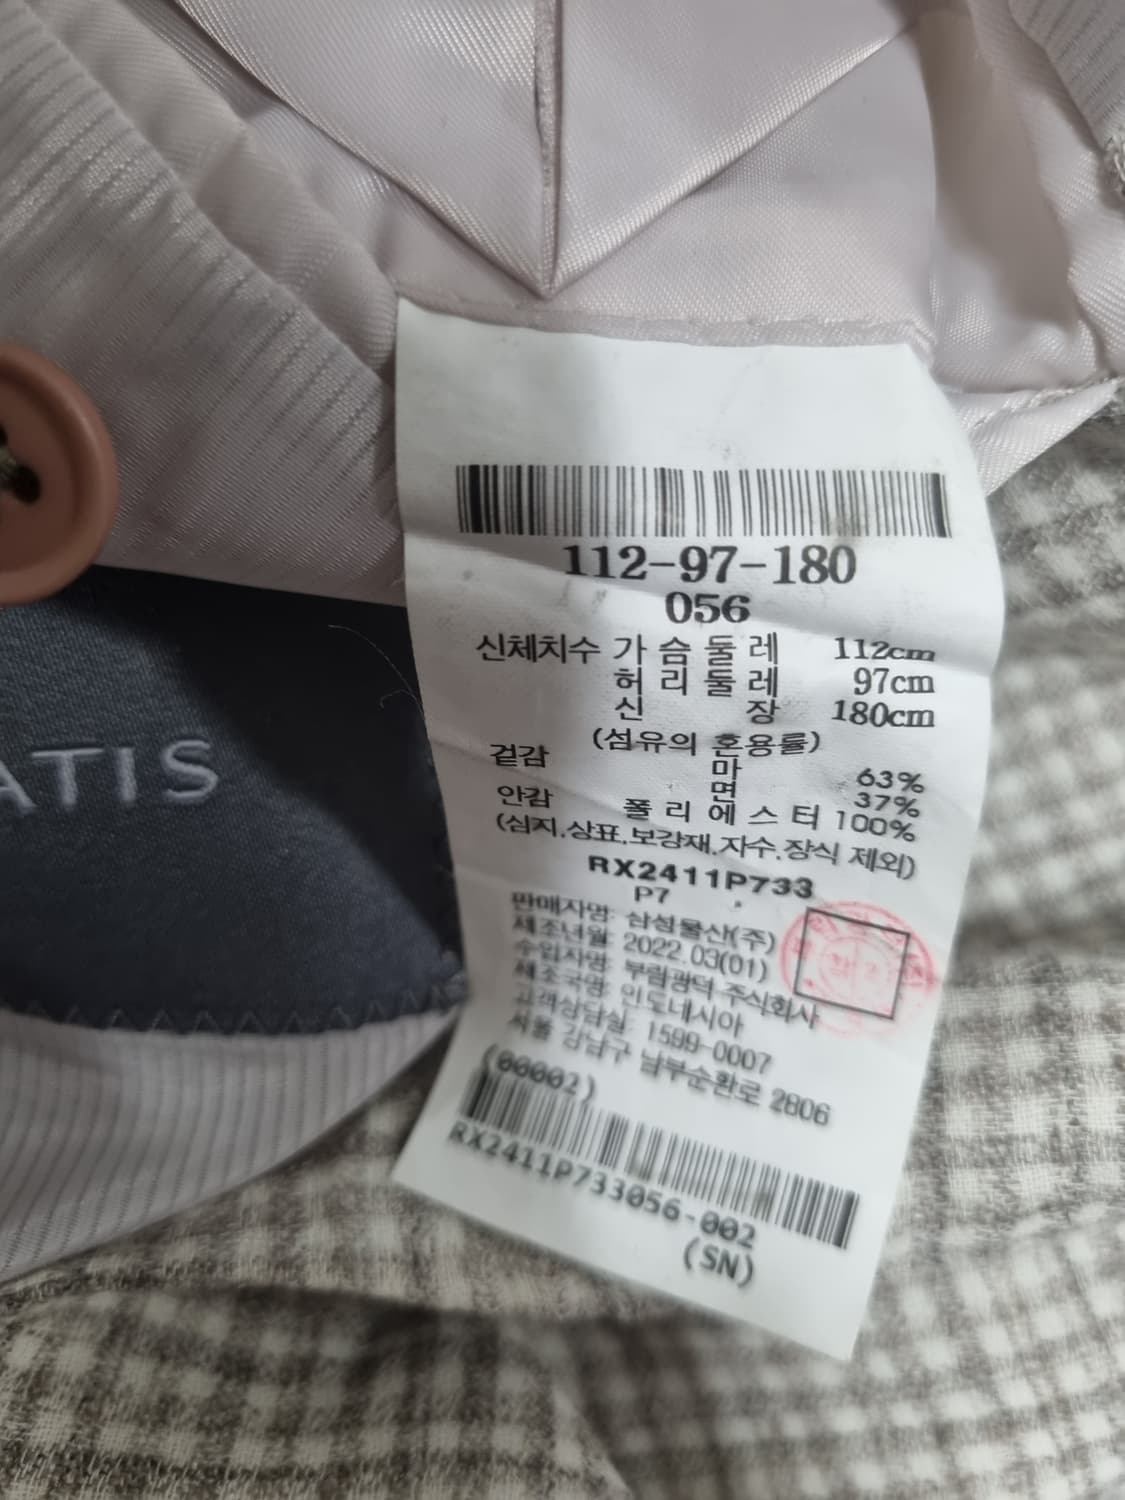 112-97-180
056
신체치수 가 슴 둘 레 112cm
허 리 둘 레 97cm
신 장 180cm
(섬유의 혼용률)
겉감 마 63%
면 37%
안감 폴 리 에 스 터 100%
(심지.상표.보강재.자수.장식 제외)
RX2411P733
P7
판매자명: 삼성물산(주)
제조년월: 2022.03(01)
수입자명: 부림광덕 주식회사
제조국명: 인도네시아
고객상담실: 1599-0007
서울 강남구 남부순환로 2806
(00002)
RX2411P733056-002
(SN)
ATIS